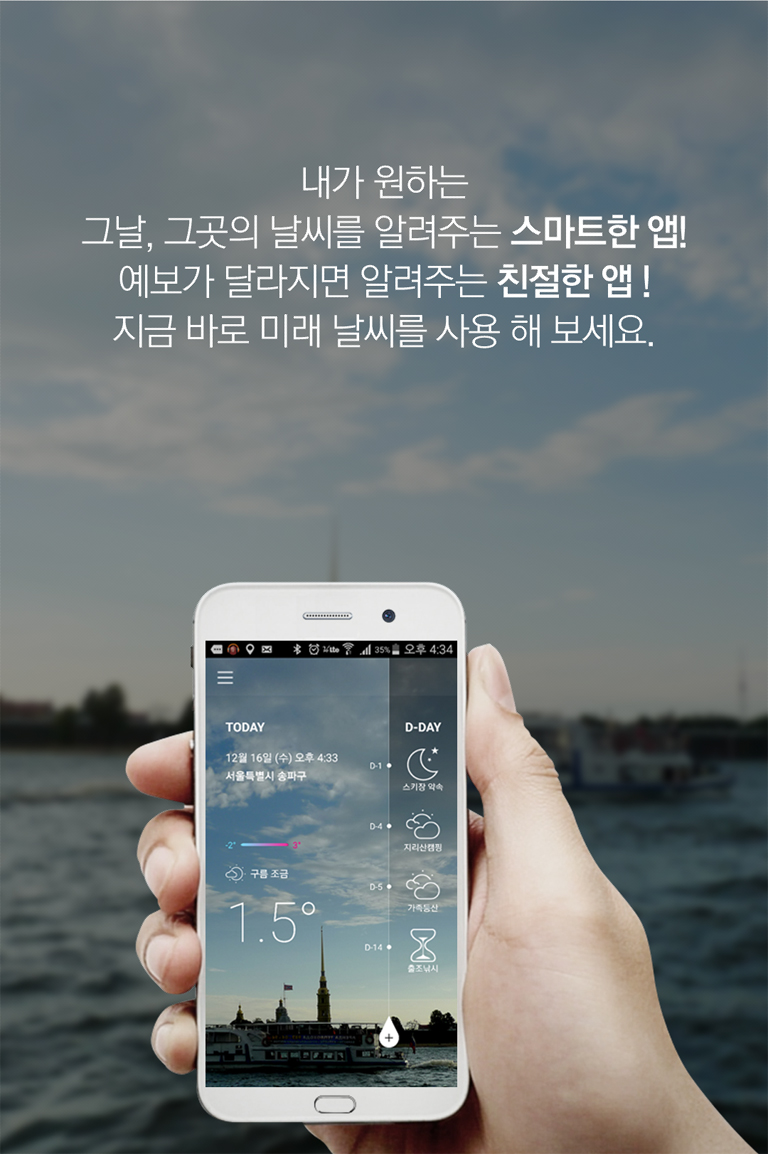 내가 원하는
그날, 그곳의 날씨를 알려주는 스마트한 앱!
예보가 달라지면 알려주는 친절한 앱 !
지금 바로 미래 날씨를 사용 해 보세요.
35% 오후 4:34
TODAY
12월 16일 (수) 오후 4:33
서울특별시 송파구
-2° 3°
구름 조금
1.5°
D-DAY
D-1
스키장 약속
D-4
지리산캠핑
D-5
가족등산
D-14
출조낚시